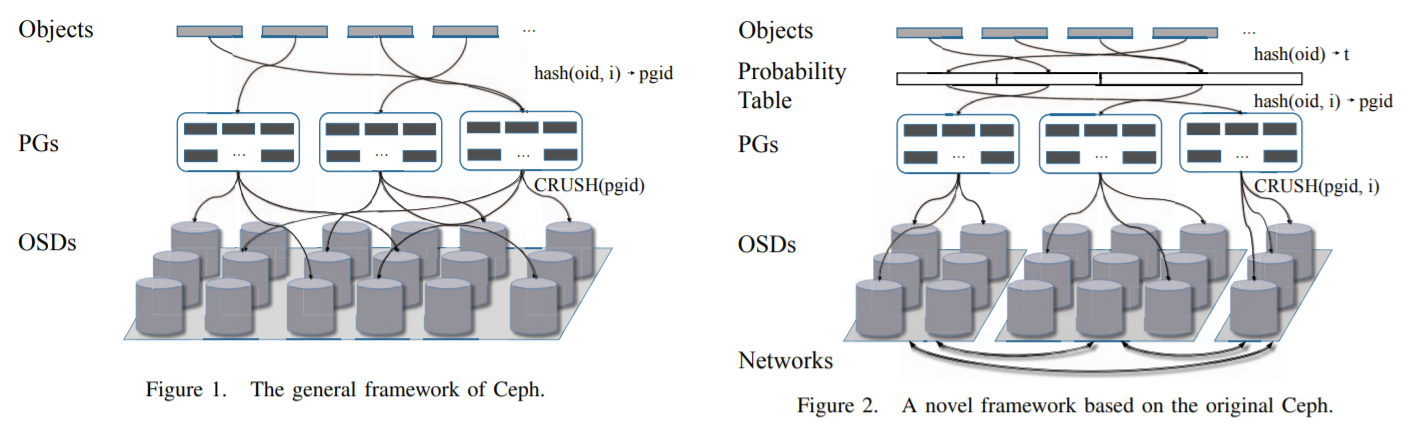 Objects
...
hash(oid, i) → pgid
PGs
... ... ...
CRUSH(pgid)
OSDs
Figure 1. The general framework of Ceph.
Objects
...
hash(oid) → t
Probability
Table
hash(oid, i) → pgid
PGs
... ... ...
CRUSH(pgid, i)
OSDs
Networks
Figure 2. A novel framework based on the original Ceph.